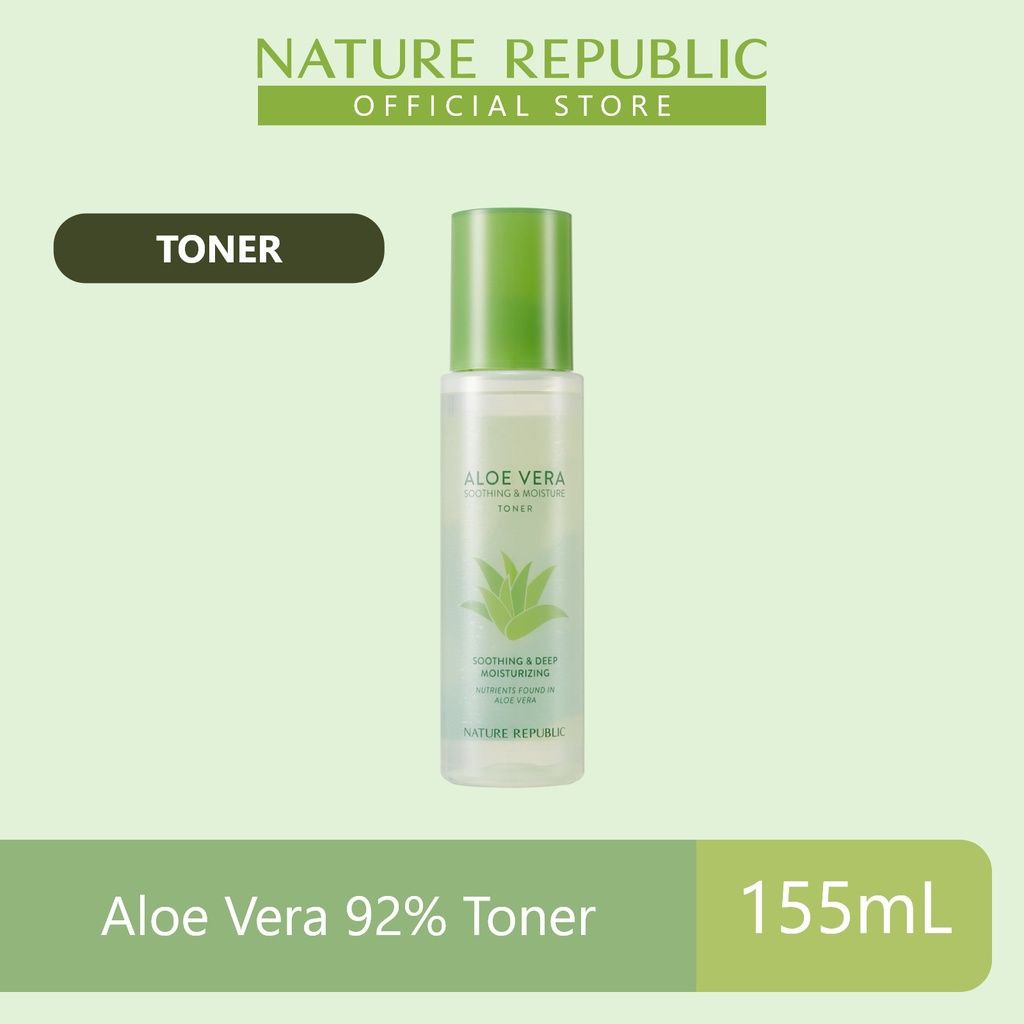 NATURE REPUBLIC
OFFICIAL STORE
TONER
ALOE VERA
SOOTHING & MOISTURE
TONER
SOOTHING & DEEP
MOISTURIZING
NUTRIENTS FOUND IN
ALOE VERA
NATURE REPUBLIC
Aloe Vera 92% Toner
155mL